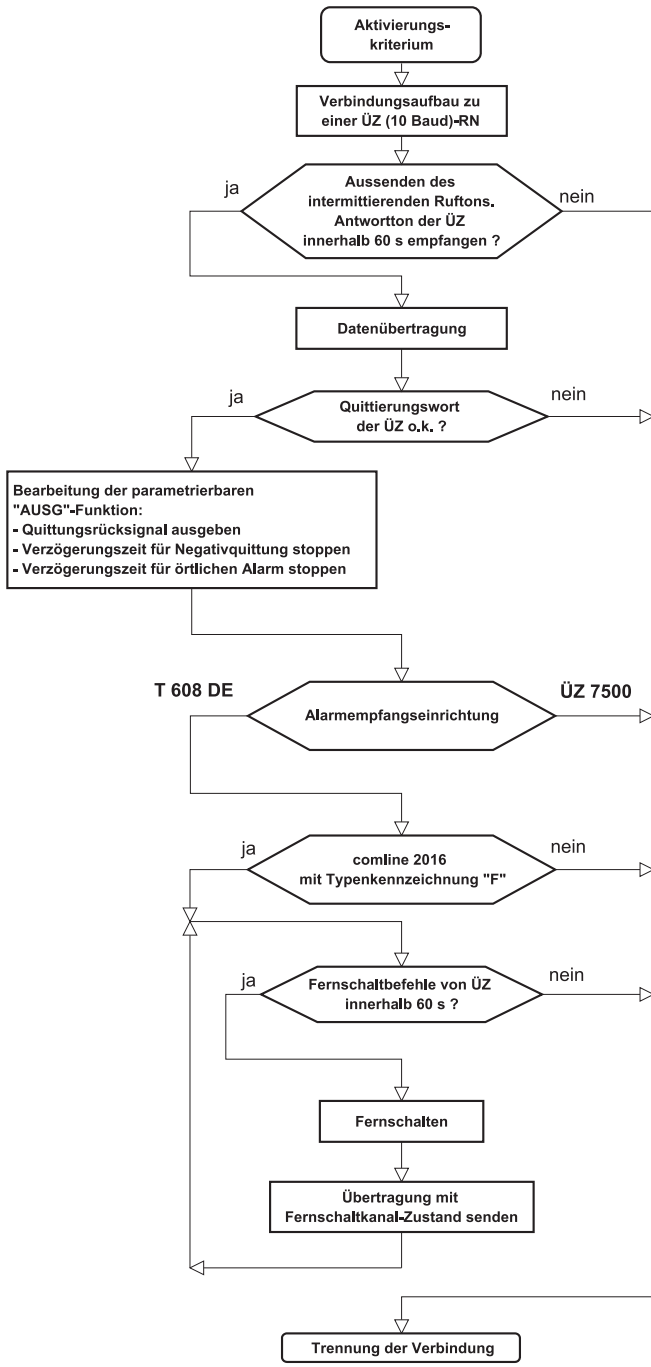 Aktivierungs-
kriterium
Verbindungsaufbau zu
einer ÜZ (10 Baud)-RN
ja
Aussenden des
intermittierenden Ruftons.
Antwortton der ÜZ
innerhalb 60 s empfangen ?
nein
Datenübertragung
ja
Quittierungswort
der ÜZ o.k. ?
nein
Bearbeitung der parametrierbaren
"AUSG"-Funktion:
- Quittungsrücksignal ausgeben
- Verzögerungszeit für Negativquittung stoppen
- Verzögerungszeit für örtlichen Alarm stoppen
T 608 DE
Alarmempfangseinrichtung
ÜZ 7500
ja
comline 2016
mit Typenkennzeichnung "F"
nein
ja
Fernschaltbefehle von ÜZ
innerhalb 60 s ?
nein
Fernschalten
Übertragung mit
Fernschaltkanal-Zustand senden
Trennung der Verbindung